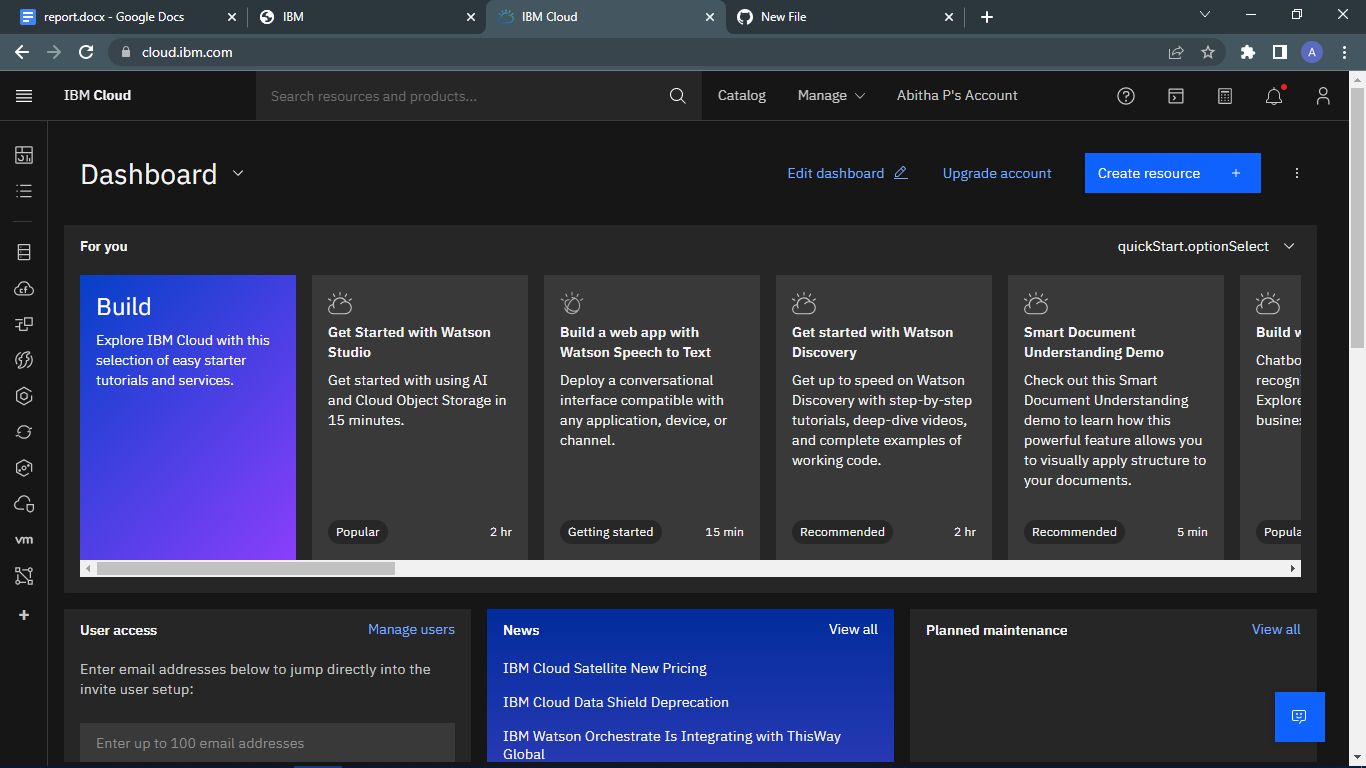 report.docx - Google Docs
IBM
IBM Cloud
New File
A
cloud.ibm.com
IBM Cloud
Search resources and products...
Catalog
Manage
Abitha P's Account
Dashboard
Edit dashboard
Upgrade account
Create resource +
For you
quickStart.optionSelect
Build
Explore IBM Cloud with this
selection of easy starter
tutorials and services.
Get Started with Watson
Studio
Get started with using AI
and Cloud Object Storage in
15 minutes.
Popular
2 hr
Build a web app with
Watson Speech to Text
Deploy a conversational
interface compatible with
any application, device, or
channel.
Getting started
15 min
Get started with Watson
Discovery
Get up to speed on Watson
Discovery with step-by-step
tutorials, deep-dive videos,
and complete examples of
working code.
Recommended
2 hr
Smart Document
Understanding Demo
Check out this Smart
Document Understanding
demo to learn how this
powerful feature allows you
to visually apply structure to
your documents.
Recommended
5 min
Build
Chatbo
recogni
Explore
busine
Popula
cf
vm
User access
Manage users
Enter email addresses below to jump directly into the
invite user setup:
Enter up to 100 email addresses
News
View all
IBM Cloud Satellite New Pricing
IBM Cloud Data Shield Deprecation
IBM Watson Orchestrate Is Integrating with ThisWay
Global
Planned maintenance
View all